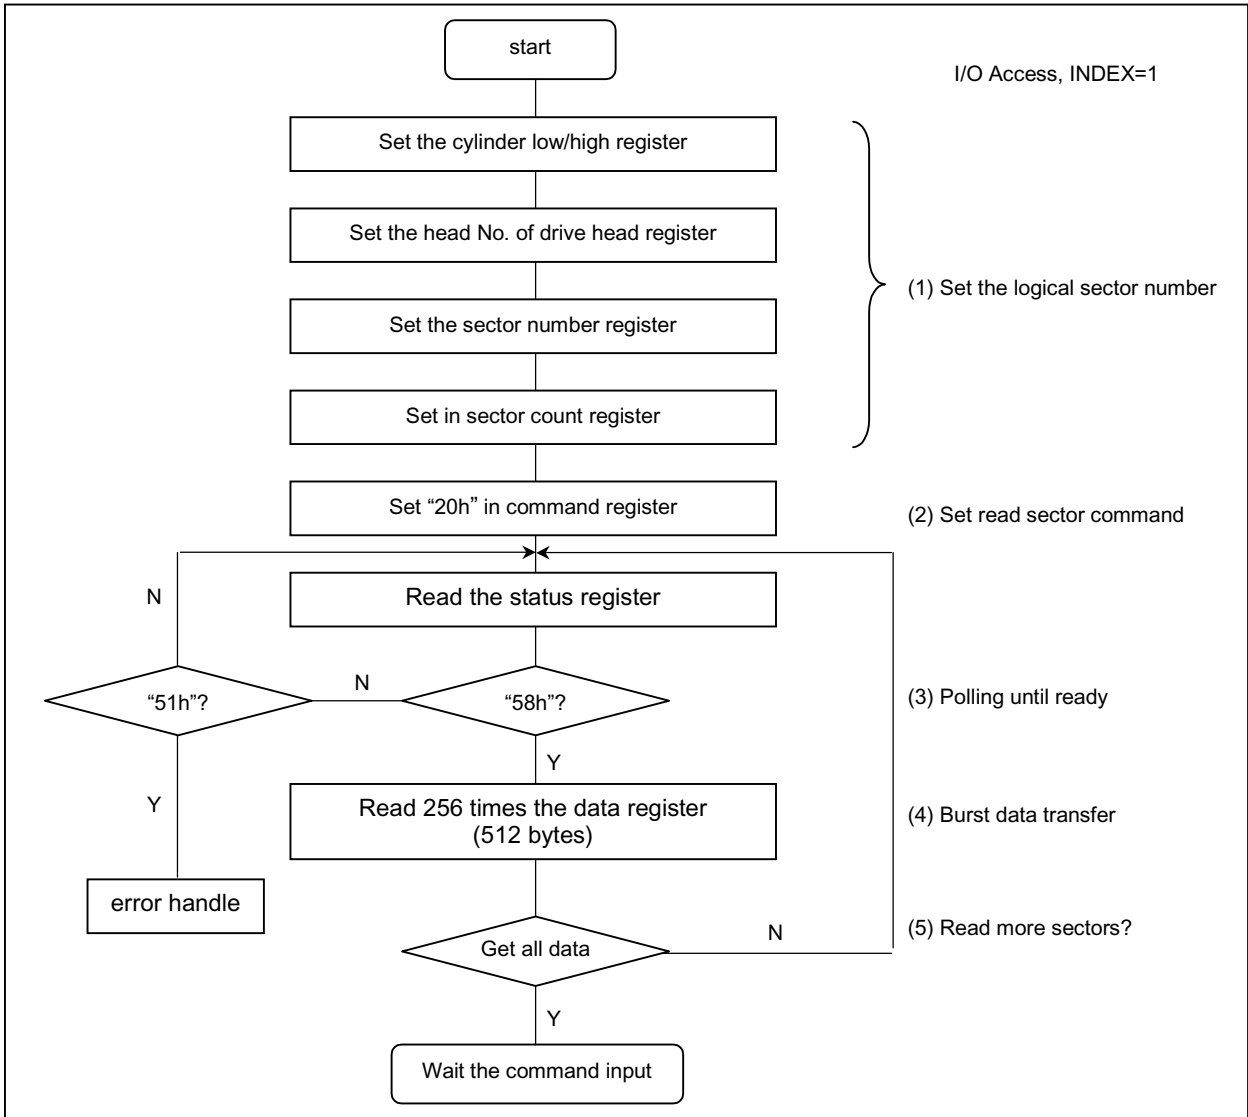 start
I/O Access, INDEX=1
Set the cylinder low/high register
Set the head No. of drive head register
(1) Set the logical sector number
Set the sector number register
Set in sector count register
Set “20h” in command register
(2) Set read sector command
N
Read the status register
“51h”?
N
“58h”?
(3) Polling until ready
Y
Y
Read 256 times the data register
(512 bytes)
(4) Burst data transfer
error handle
Get all data
N
(5) Read more sectors?
Y
Wait the command input